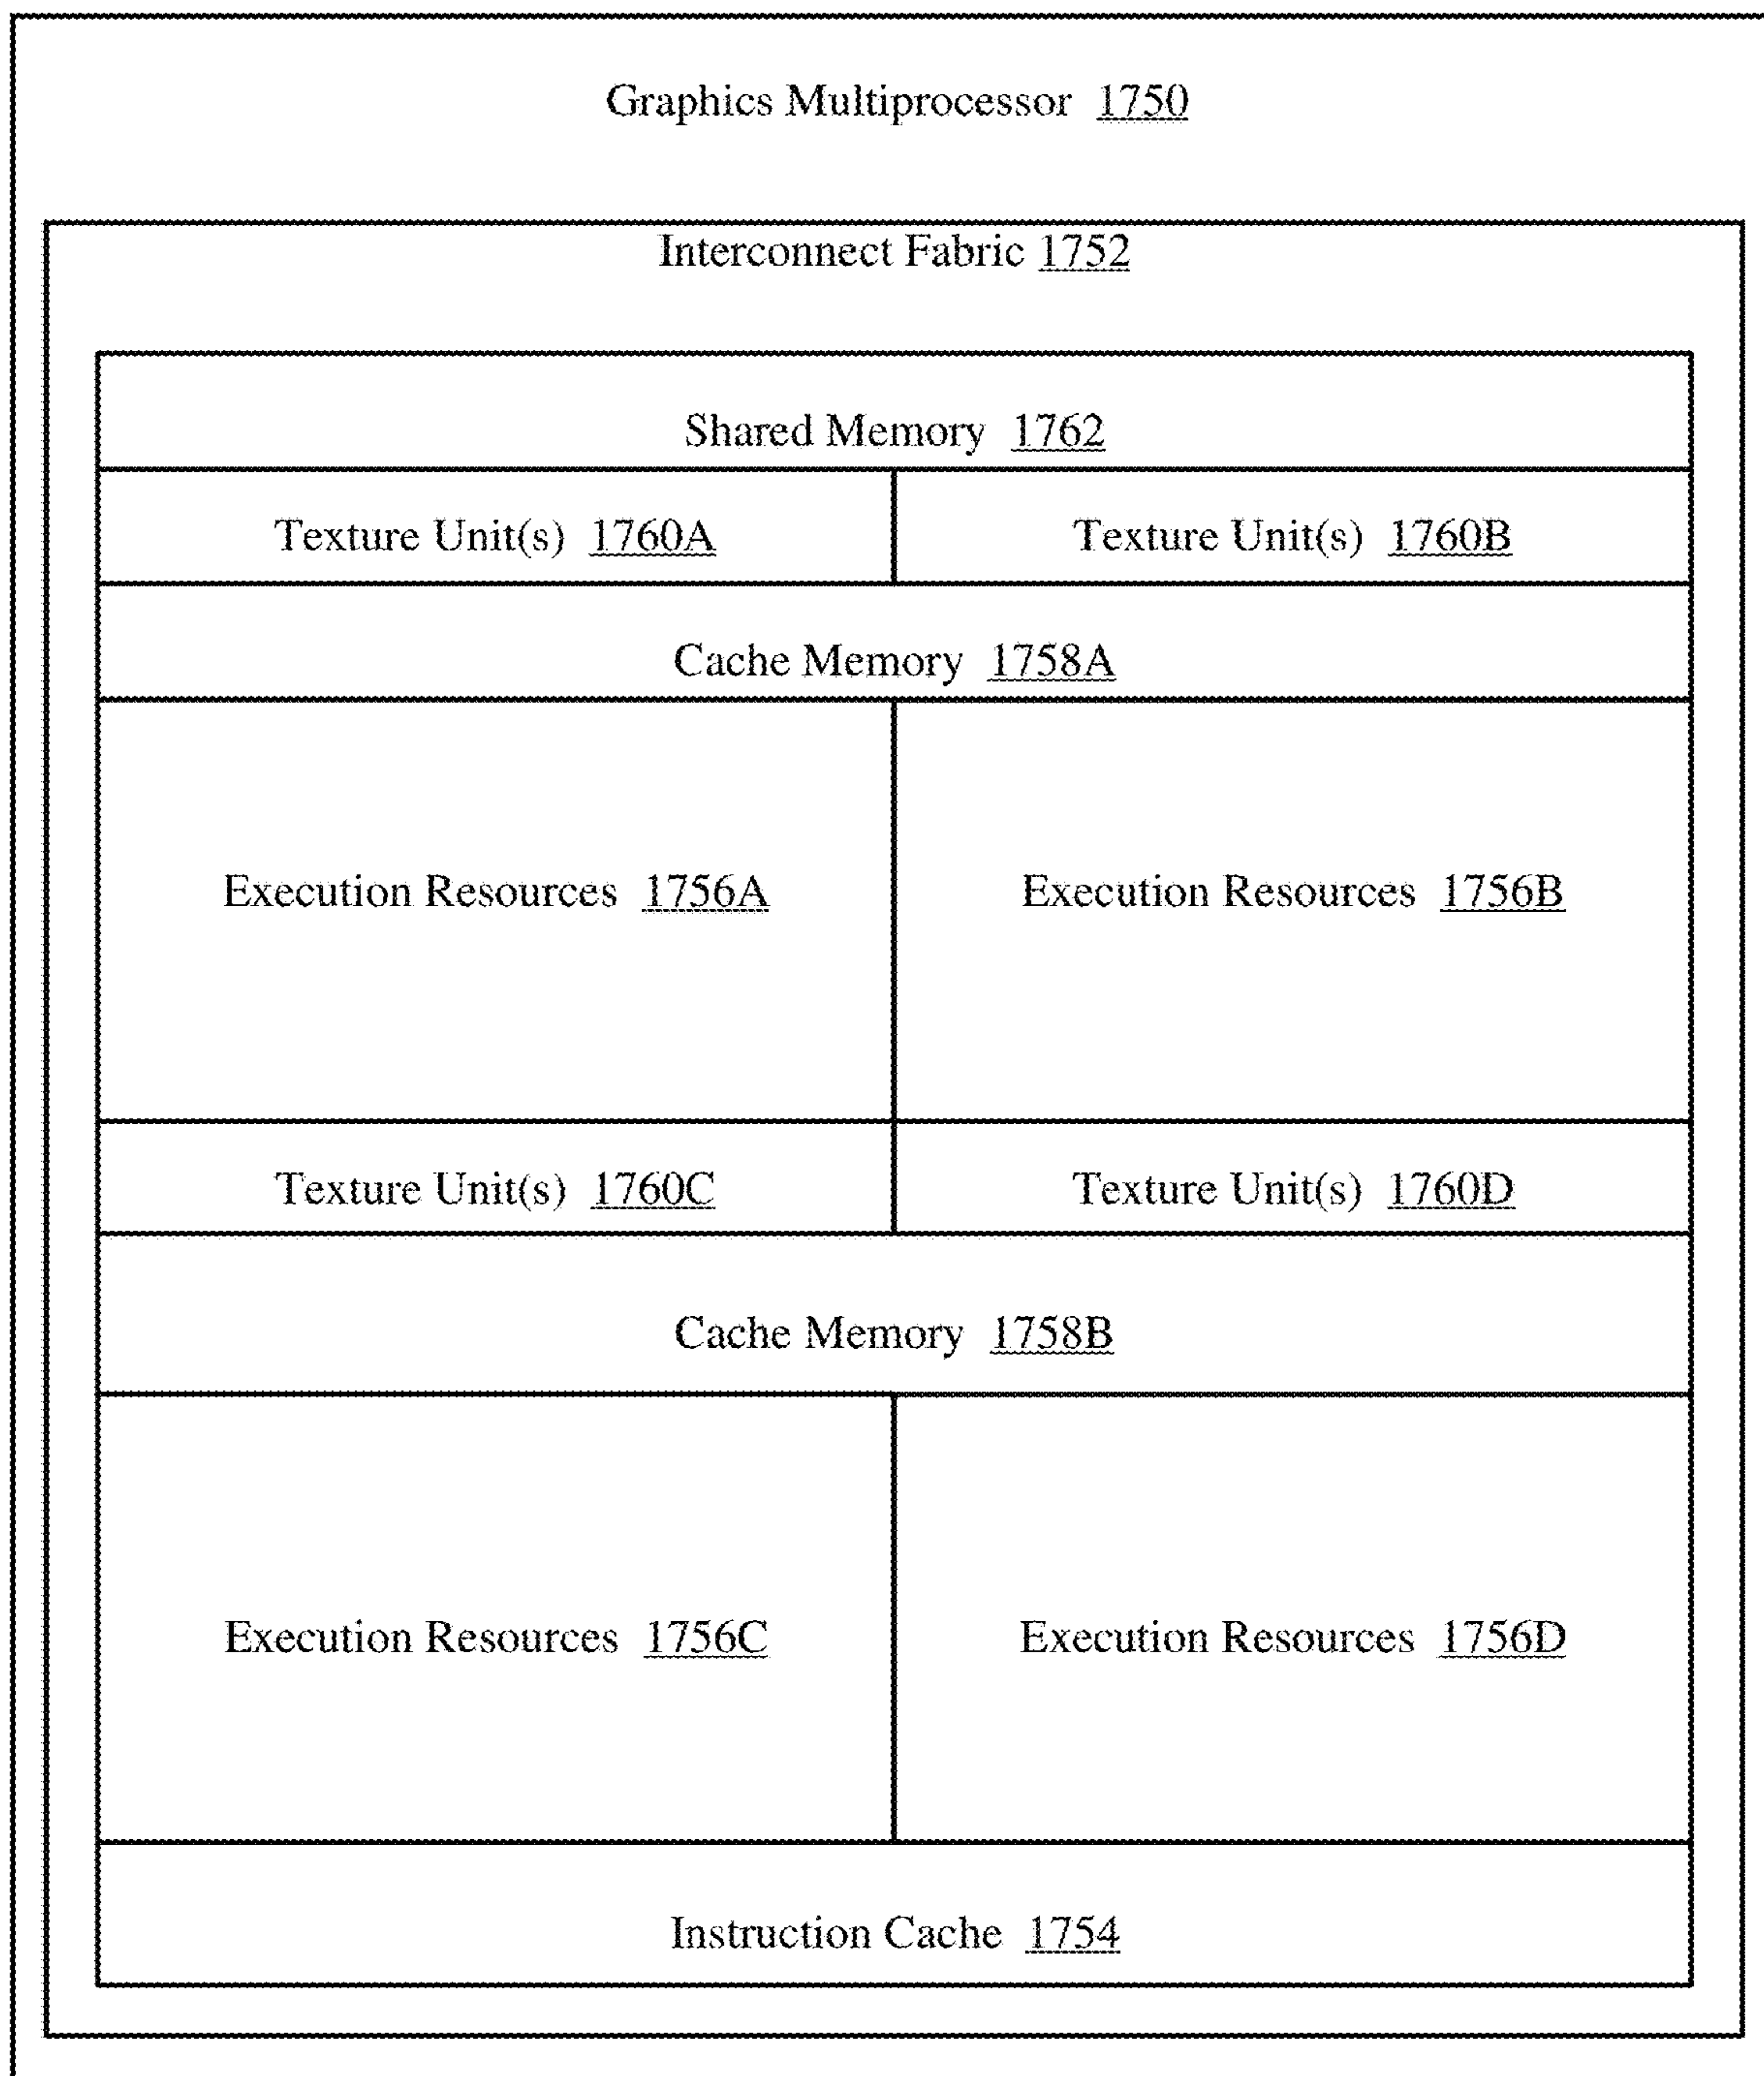 Graphics Multiprocessor 1750
Interconnect Fabric 1752
Shared Memory 1762
Texture Unit(s) 1760A
Texture Unit(s) 1760B
Cache Memory 1758A
Execution Resources 1756A
Execution Resources 1756B
Texture Unit(s) 1760C
Texture Unit(s) 1760D
Cache Memory 1758B
Execution Resources 1756C
Execution Resources 1756D
Instruction Cache 1754